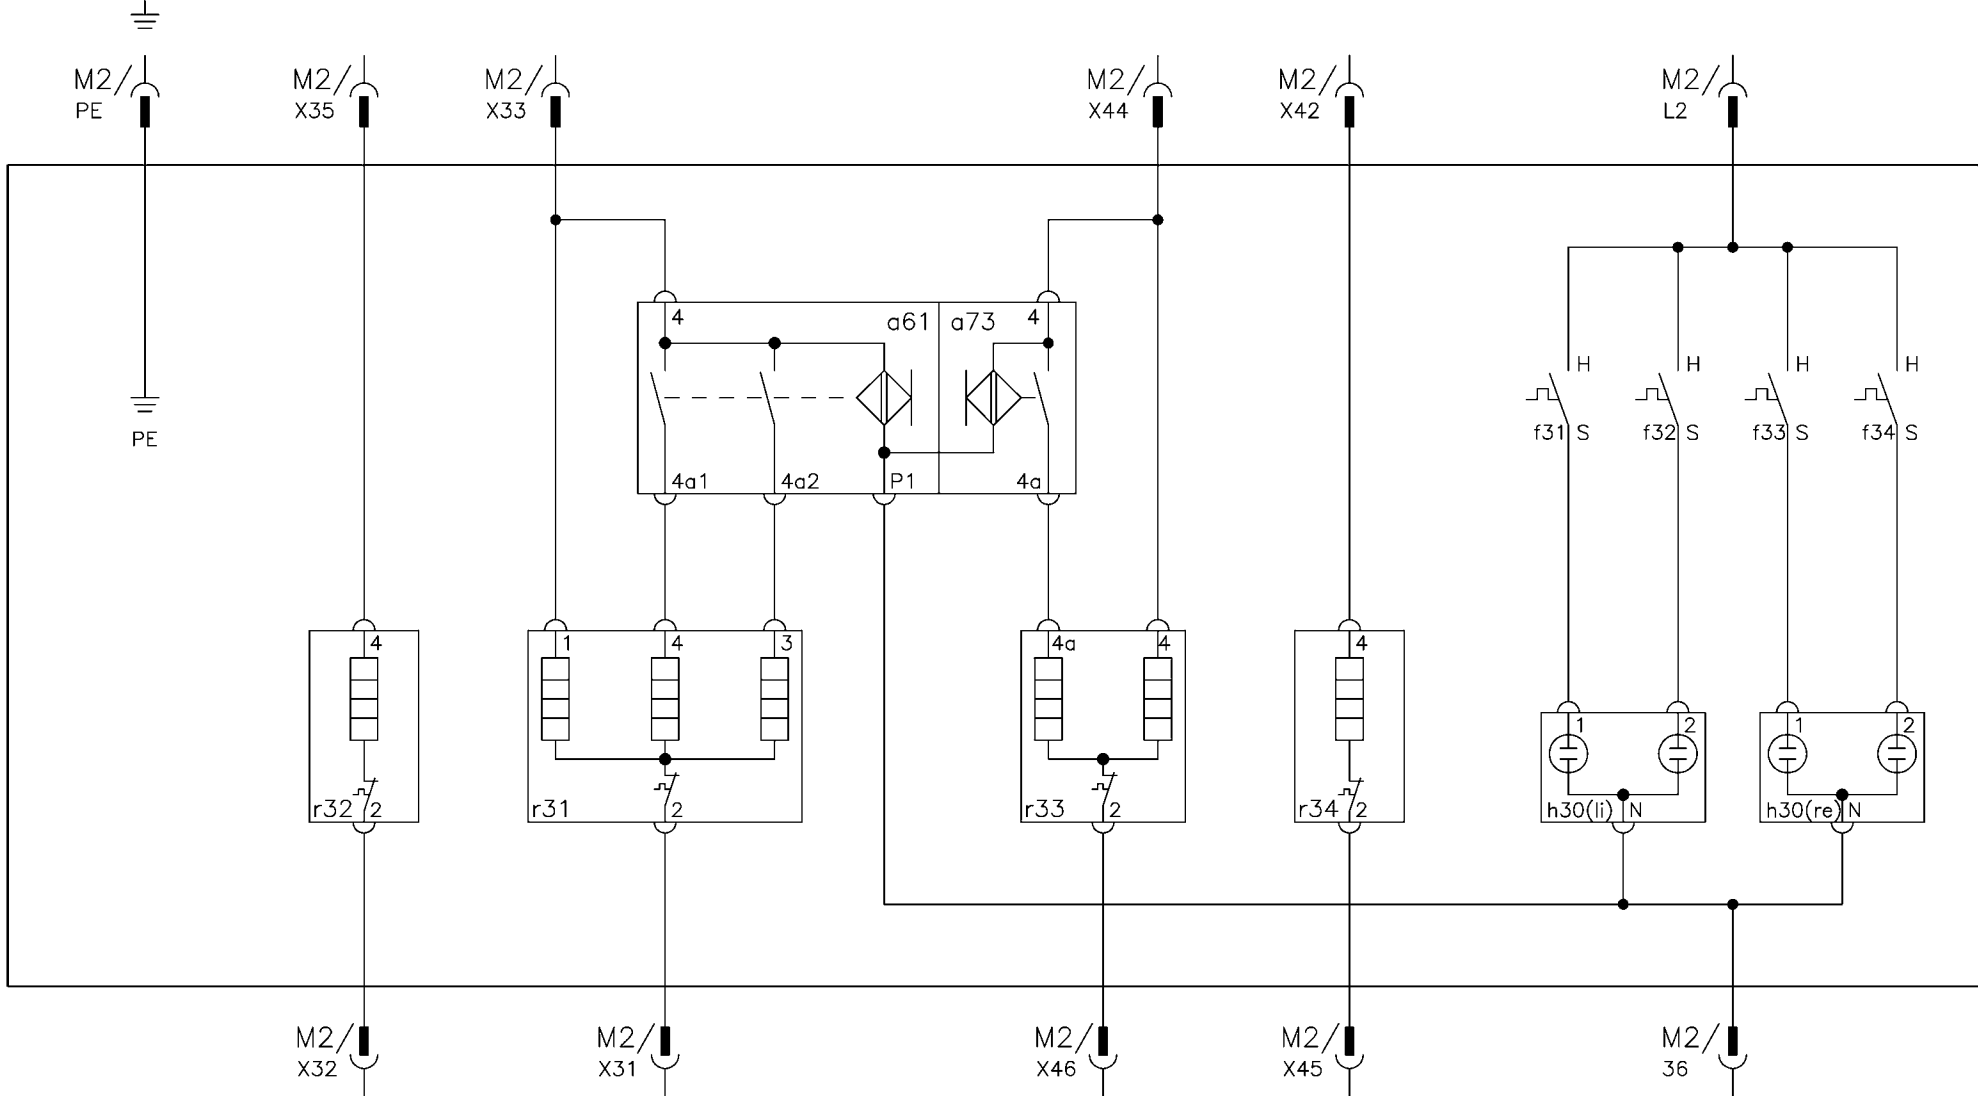 M2/ M2/ M2/ M2/ M2/ M2/
PE X35 X33 X44 X42 L2
4 a61 a73 4
H H H H
PE f31 S f32 S f33 S f34 S
4a1 4a2 P1 4a
4 1 4 3 4a 4 4
1 2 1 2
r32 2 r31 2 r33 2 r34 2 h30(li) N h30(re) N
M2/ M2/ M2/ M2/ M2/
X32 X31 X46 X45 36